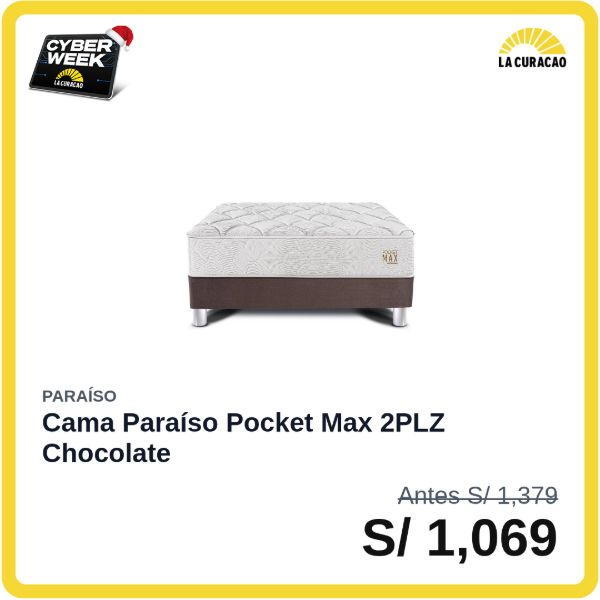 CYBER
WEEK
LA CURACAO
LA CURACAO
MAX
PARAÍSO
Cama Paraíso Pocket Max 2PLZ
Chocolate
Antes S/ 1,379
S/ 1,069